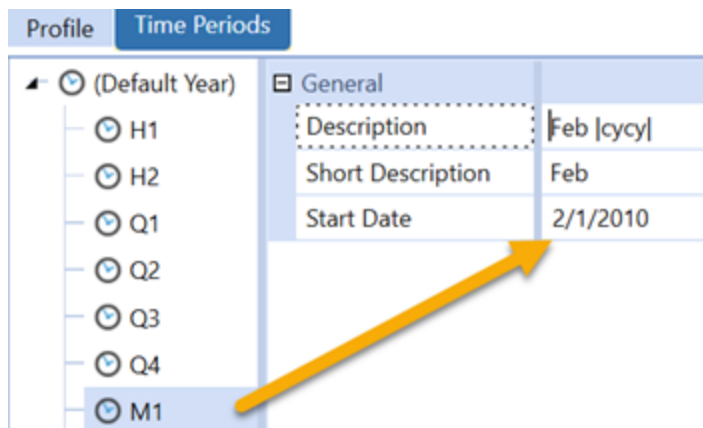 Profile Time Periods
(Default Year) General
H1 Description Feb |cycy|
H2 Short Description Feb
Q1 Start Date 2/1/2010
Q2
Q3
Q4
M1